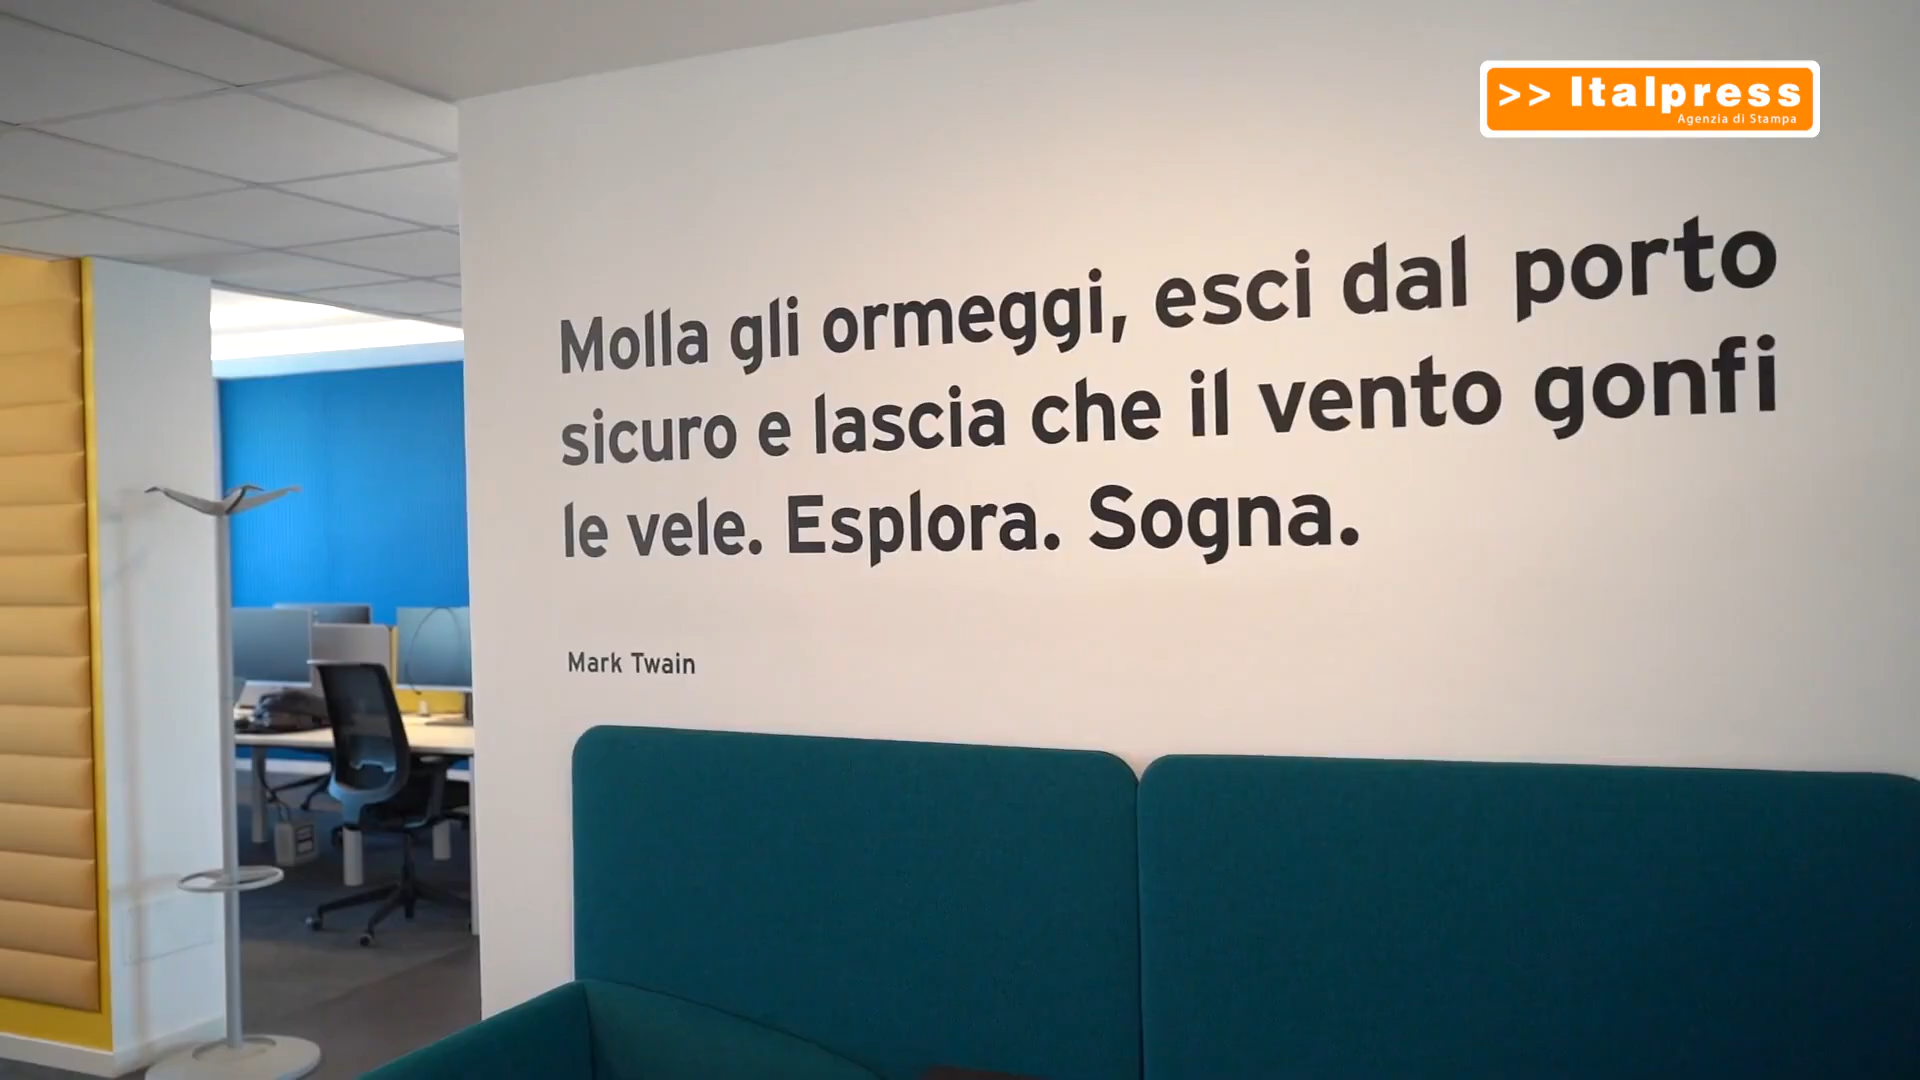 >> Italpress
Agenzia di Stampa
Molla gli ormeggi, esci dal porto
sicuro e lascia che il vento gonfi
le vele. Esplora. Sogna.
Mark Twain